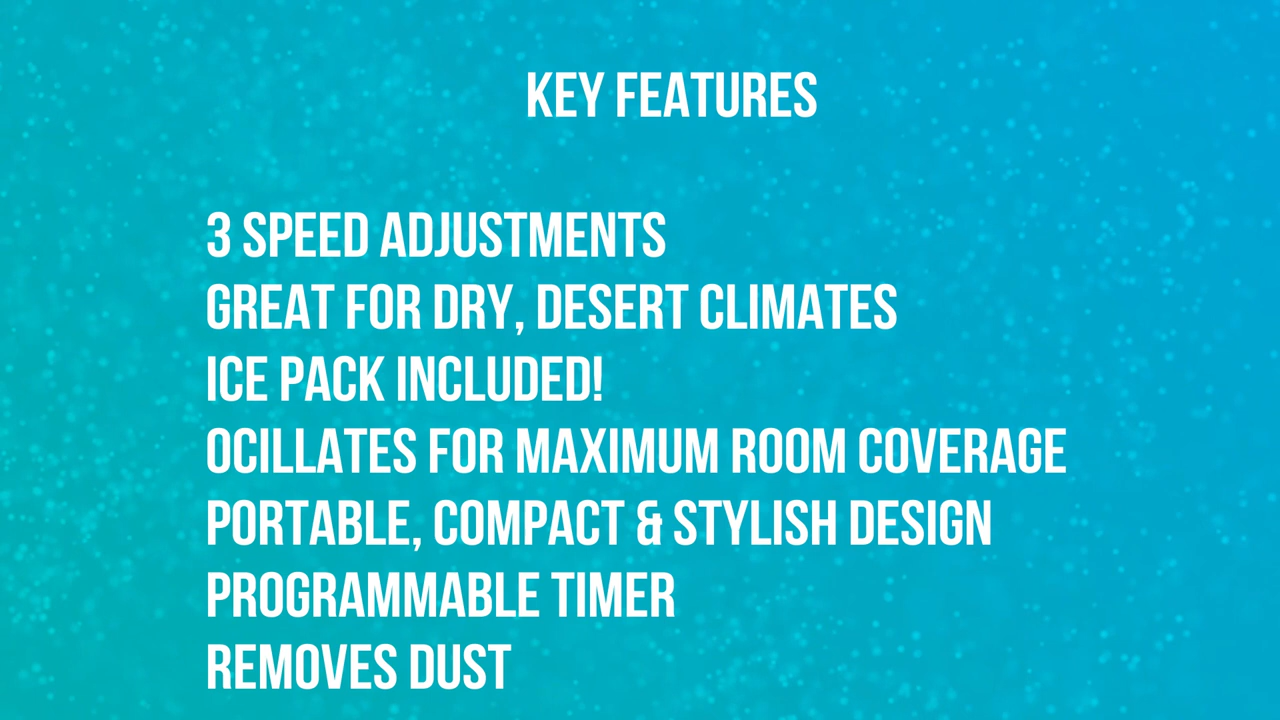 KEY FEATURES
3 SPEED ADJUSTMENTS
GREAT FOR DRY, DESERT CLIMATES
ICE PACK INCLUDED!
OCILLATES FOR MAXIMUM ROOM COVERAGE
PORTABLE, COMPACT & STYLISH DESIGN
PROGRAMMABLE TIMER
REMOVES DUST